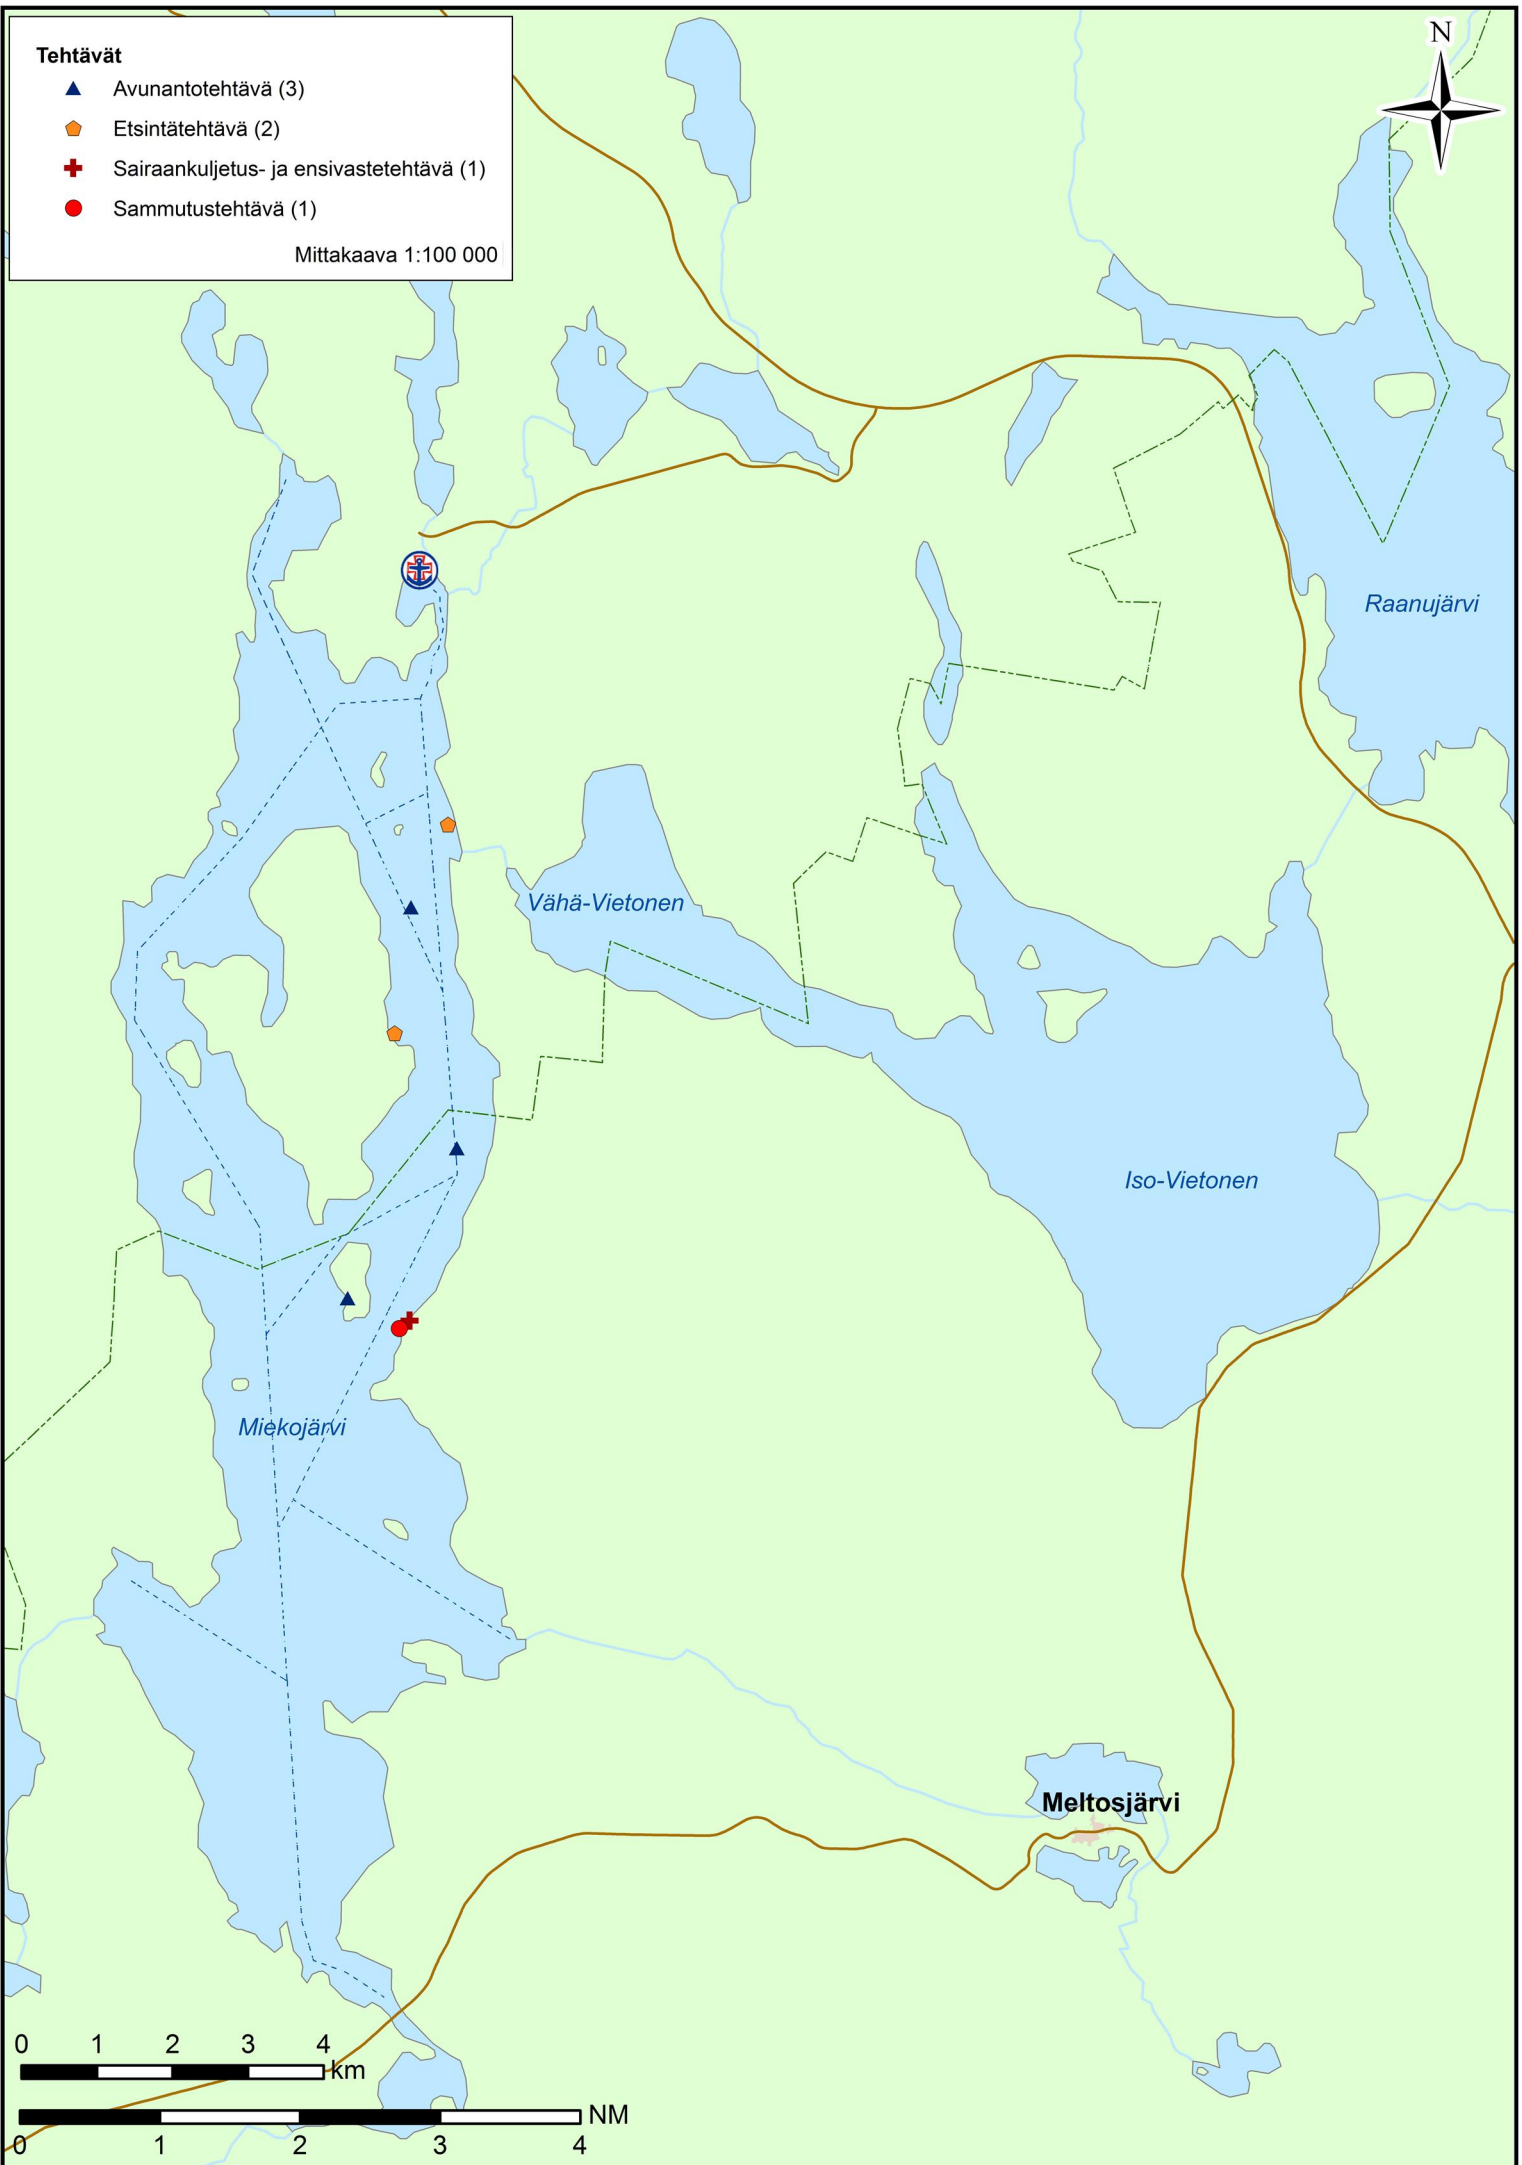 Tehtävät
Avunantotehtävä (3)
Etsintätehtävä (2)
Sairaankuljetus- ja ensivastetehtävä (1)
Sammutustehtävä (1)
Mittakaava 1:100 000
N
Raanujärvi
Vähä-Vietonen
Iso-Vietonen
Miekojärvi
Meltosjärvi
0 1 2 3 4
km
NM
0 1 2 3 4